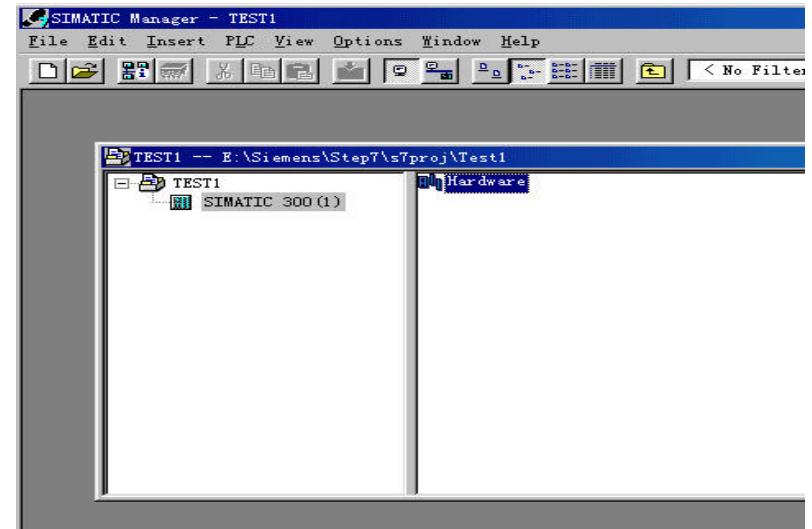 SIMATIC Manager - TEST1
File Edit Insert PLC View Options Window Help
< No Filter
TEST1 -- E:\Siemens\Step7\s7proj\Test1
TEST1
Hardware
SIMATIC 300(1)